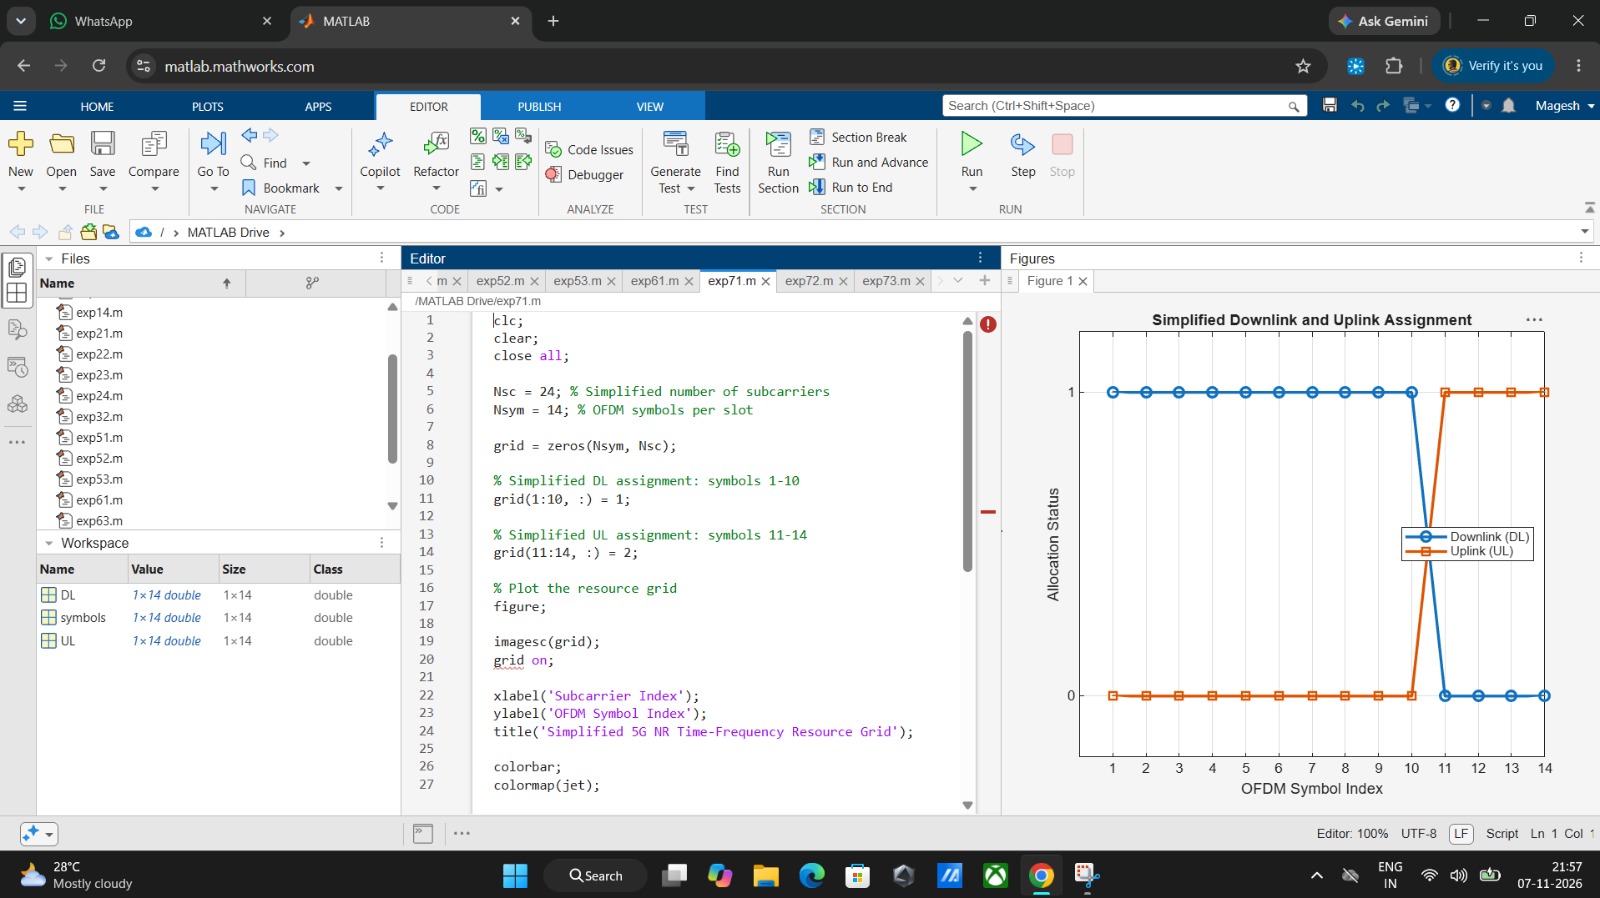 WhatsApp
MATLAB
Ask Gemini
matlab.mathworks.com
Verify it's you
HOME
PLOTS
APPS
EDITOR
PUBLISH
VIEW
Search (Ctrl+Shift+Space)
Magesh
New
Open
Save
Compare
Go To
Find
Bookmark
Copilot
Refactor
Code Issues
Debugger
Generate
Test
Find
Tests
Run
Section
Section Break
Run and Advance
Run to End
Run
Step
Stop
FILE
NAVIGATE
CODE
ANALYZE
TEST
SECTION
RUN
/ > MATLAB Drive >
Files
Name
exp14.m
exp21.m
exp22.m
exp23.m
exp24.m
exp32.m
exp51.m
exp52.m
exp53.m
exp61.m
exp63.m
Workspace
Name Value Size Class
DL 1×14 double 1×14 double
symbols 1×14 double 1×14 double
UL 1×14 double 1×14 double
Editor
m
exp52.m
exp53.m
exp61.m
exp71.m
exp72.m
exp73.m
/MATLAB Drive/exp71.m
1 clc;
2 clear;
3 close all;
4
5 Nsc = 24; % Simplified number of subcarriers
6 Nsym = 14; % OFDM symbols per slot
7
8 grid = zeros(Nsym, Nsc);
9
10 % Simplified DL assignment: symbols 1-10
11 grid(1:10, :) = 1;
12
13 % Simplified UL assignment: symbols 11-14
14 grid(11:14, :) = 2;
15
16 % Plot the resource grid
17 figure;
18
19 imagesc(grid);
20 grid on;
21
22 xlabel('Subcarrier Index');
23 ylabel('OFDM Symbol Index');
24 title('Simplified 5G NR Time-Frequency Resource Grid');
25
26 colorbar;
27 colormap(jet);
Figures
Figure 1
Simplified Downlink and Uplink Assignment
1
Allocation Status
Downlink (DL)
Uplink (UL)
0
1 2 3 4 5 6 7 8 9 10 11 12 13 14
OFDM Symbol Index
Editor: 100% UTF-8 LF Script Ln 1 Col 1
28°C
Mostly cloudy
Search
ENG
IN
21:57
07-11-2026